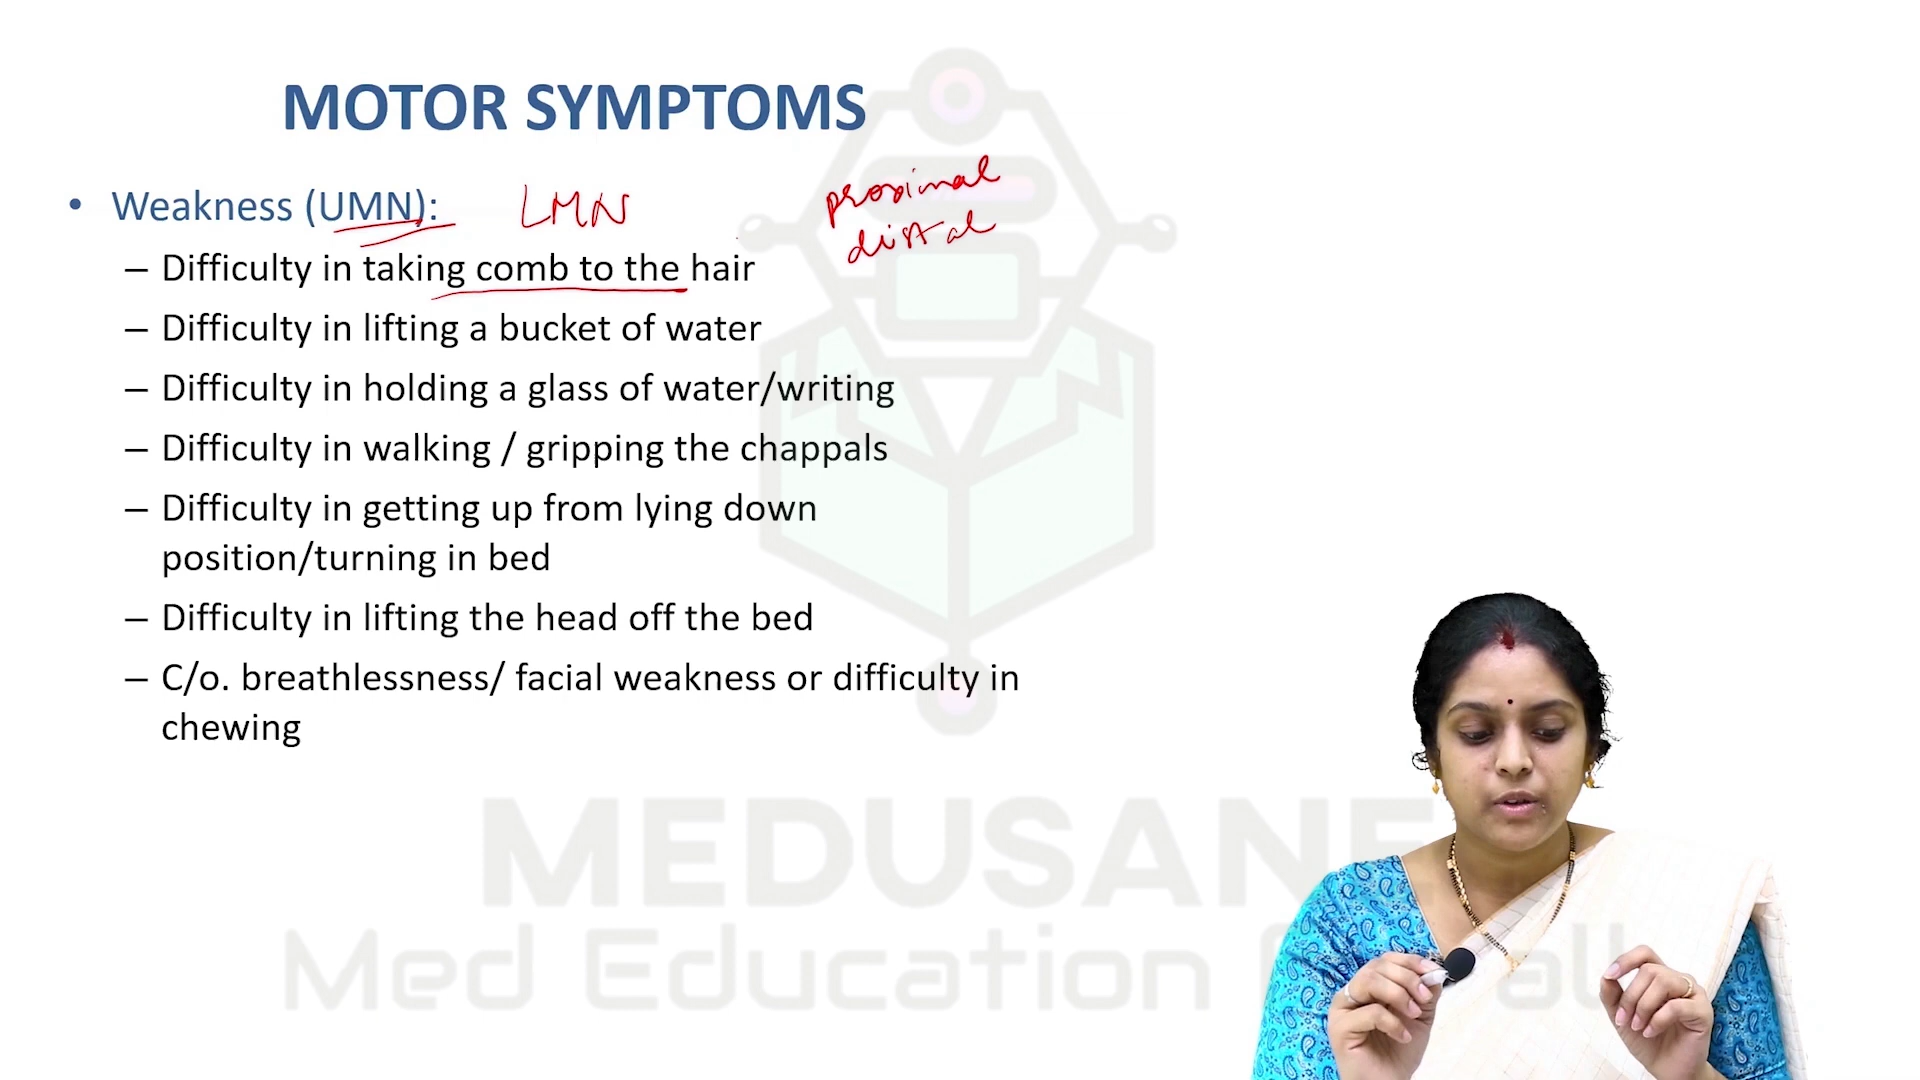 MOTOR SYMPTOMS
• Weakness (UMN): LMN
proximal
distal
– Difficulty in taking comb to the hair
– Difficulty in lifting a bucket of water
– Difficulty in holding a glass of water/writing
– Difficulty in walking / gripping the chappals
– Difficulty in getting up from lying down
position/turning in bed
– Difficulty in lifting the head off the bed
– C/o. breathlessness/ facial weakness or difficulty in
chewing
MEDUSANE
Med Education